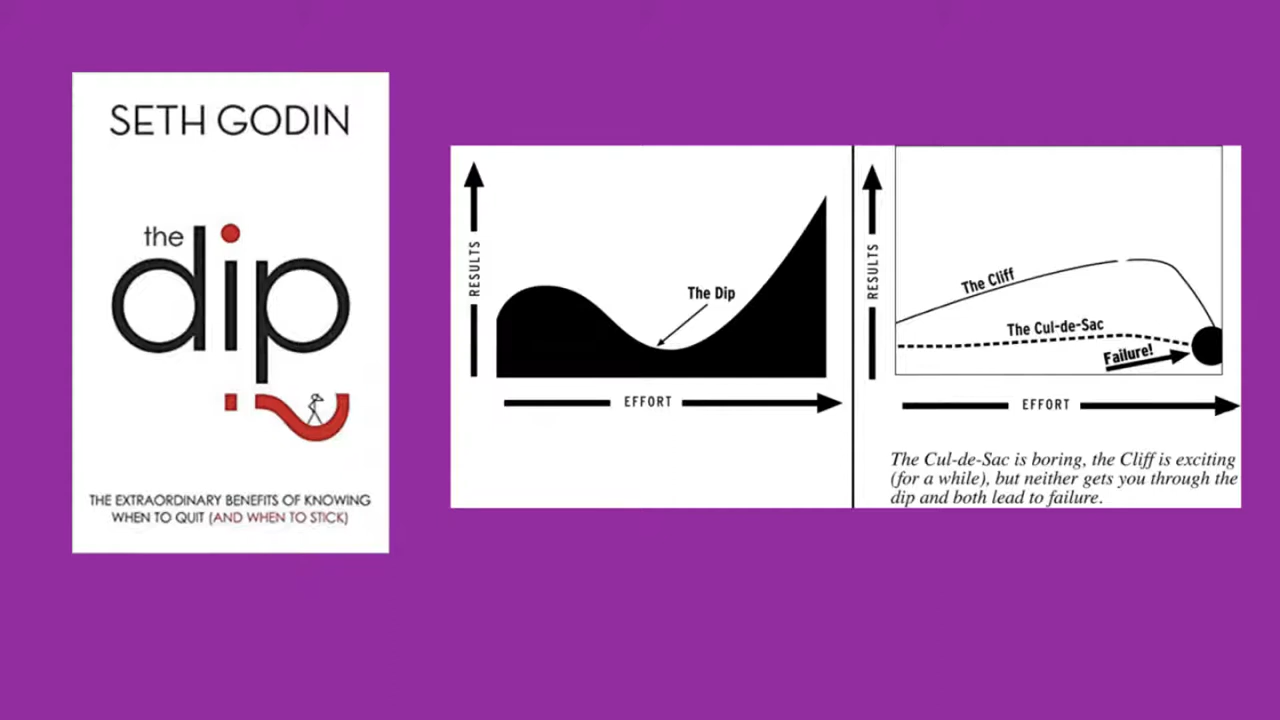 SETH GODIN
the
dip
THE EXTRAORDINARY BENEFITS OF KNOWING
WHEN TO QUIT (AND WHEN TO STICK)
RESULTS
The Dip
EFFORT
RESULTS
The Cliff
The Cul-de-Sac
Failure!
EFFORT
The Cul-de-Sac is boring, the Cliff is exciting
(for a while), but neither gets you through the
dip and both lead to failure.